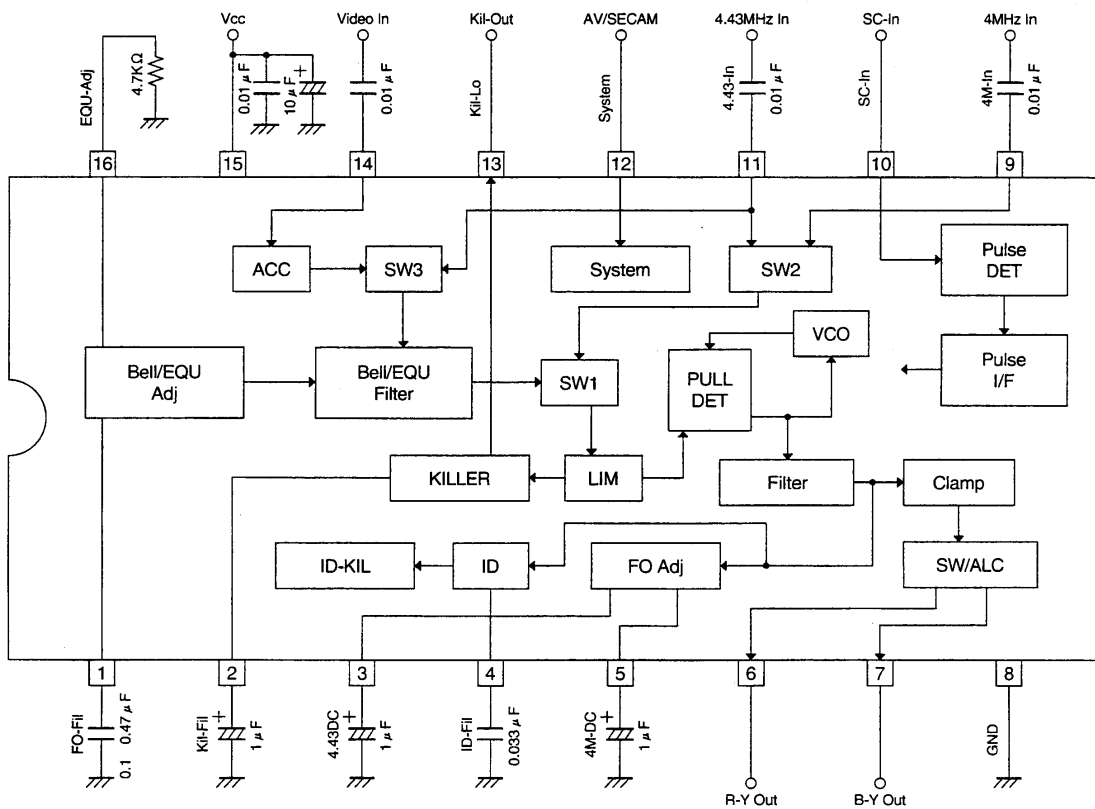 Vcc
Video In
Kil-Out
AV/SECAM
4.43MHz In
SC-In
4MHz In
EQU-Adj
4.7KΩ
0.01 μF
10 μF
+
0.01 μF
Kil-Lo
System
4.43-In
0.01 μF
SC-In
4M-In
0.01 μF
16
15
14
13
12
11
10
9
ACC
SW3
System
SW2
Pulse
DET
VCO
Bell/EQU
Adj
Bell/EQU
Filter
SW1
PULL
DET
Pulse
I/F
KILLER
LIM
Filter
Clamp
ID-KIL
ID
FO Adj
SW/ALC
1
2
3
4
5
6
7
8
FO-Fil
0.1 0.47 μF
Kil-Fil
+
1 μF
4.43DC
+
1 μF
ID-Fil
0.033 μF
4M-DC
+
1 μF
GND
R-Y Out
B-Y Out